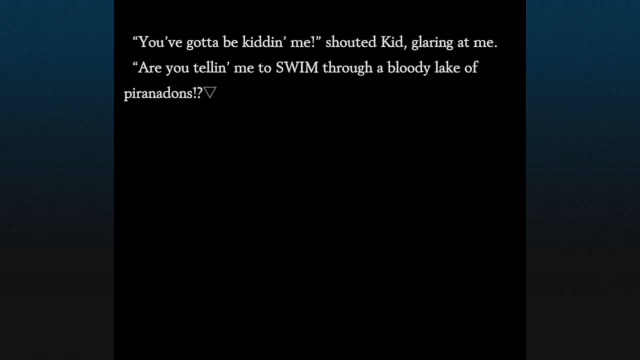 “You’ve gotta be kiddin’ me!” shouted Kid, glaring at me.
“Are you tellin’ me to SWIM through a bloody lake of
piranadons!?▽